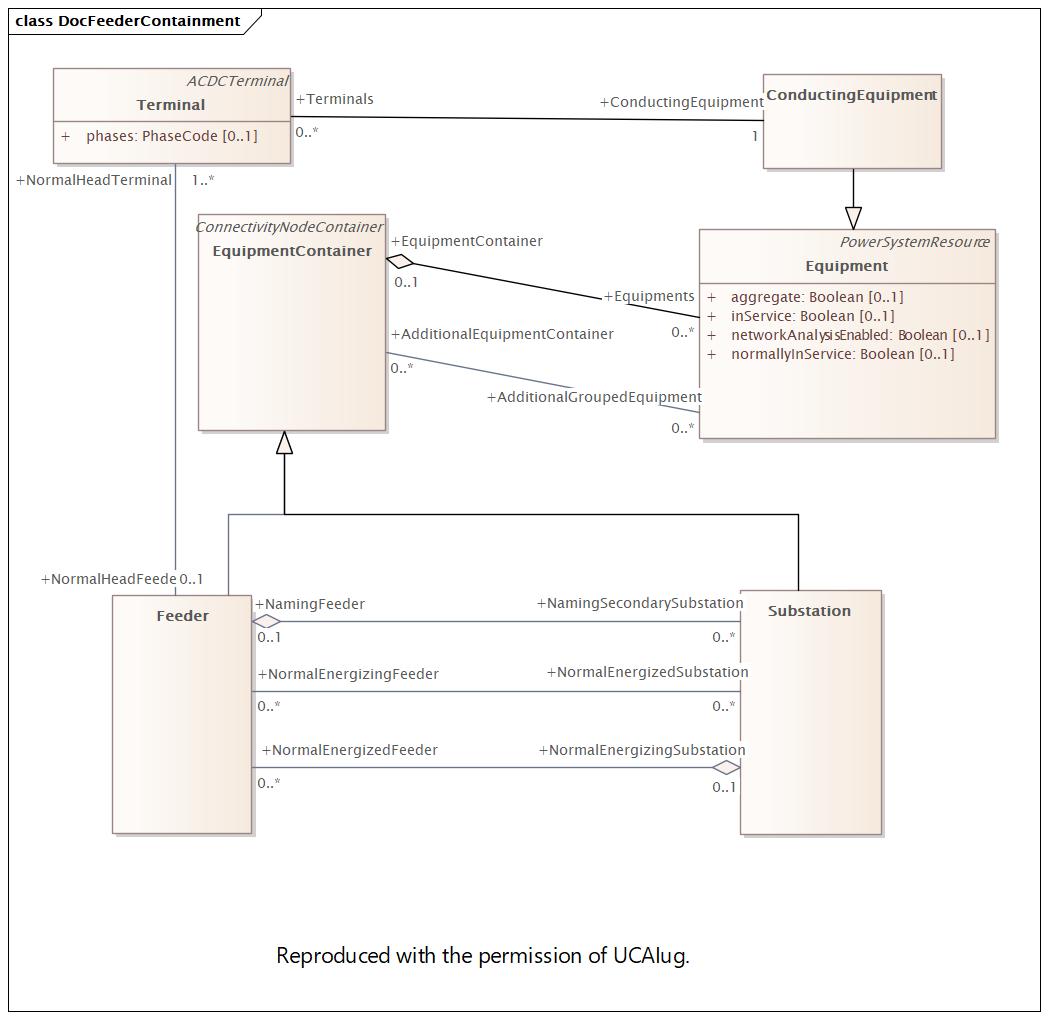 class DocFeederContainment
ACDCTerminal
Terminal
+ phases: PhaseCode [0..1]
+Terminals
0..*
+ConductingEquipment
1
ConductingEquipment
+NormalHeadTerminal 1..*
ConnectivityNodeContainer
EquipmentContainer
+EquipmentContainer
0..1
+Equipments
0..*
+AdditionalEquipmentContainer
0..*
+AdditionalGroupedEquipment
0..*
PowerSystemResource
Equipment
+ aggregate: Boolean [0..1]
+ inService: Boolean [0..1]
+ networkAnalysisEnabled: Boolean [0..1]
+ normallyInService: Boolean [0..1]
+NormalHeadFeede 0..1
Feeder
+NamingFeeder
0..1
+NamingSecondarySubstation
0..*
Substation
+NormalEnergizingFeeder
0..*
+NormalEnergizedSubstation
0..*
+NormalEnergizedFeeder
0..*
+NormalEnergizingSubstation
0..1
Reproduced with the permission of UCAIug.